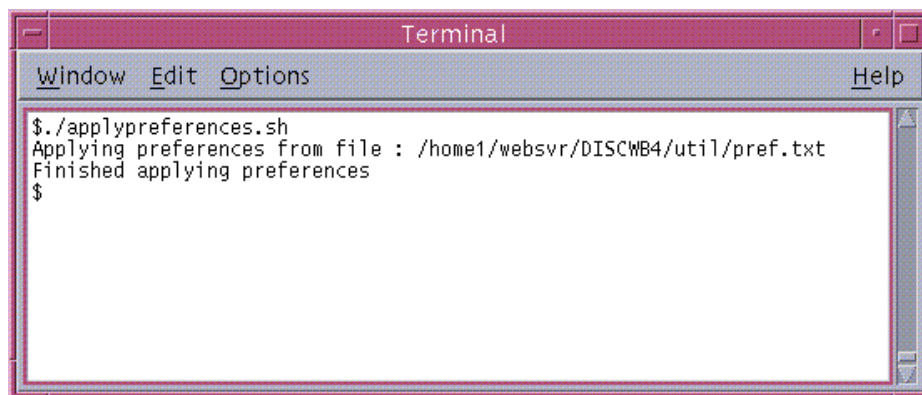 Terminal
Window Edit Options Help
$./applypreferences.sh
Applying preferences from file : /home1/websvr/DISCWB4/util/pref.txt
Finished applying preferences
$